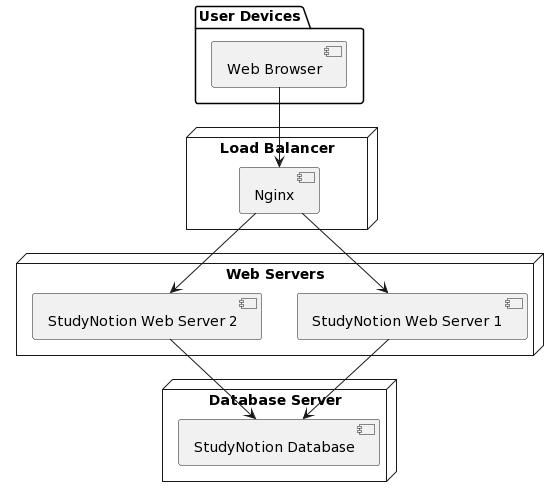 User Devices
Web Browser
Load Balancer
Nginx
Web Servers
StudyNotion Web Server 2
StudyNotion Web Server 1
Database Server
StudyNotion Database